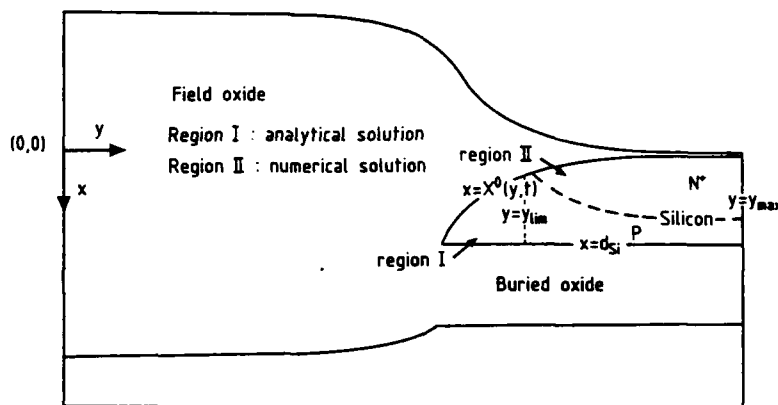 Field oxide
(0,0)
y
Region I : analytical solution
Region II : numerical solution
x
region II
N⁺
x=X⁰(y,t)
y=y_lim
y=y_max
Silicon
P
region I
x=d_Si
Buried oxide